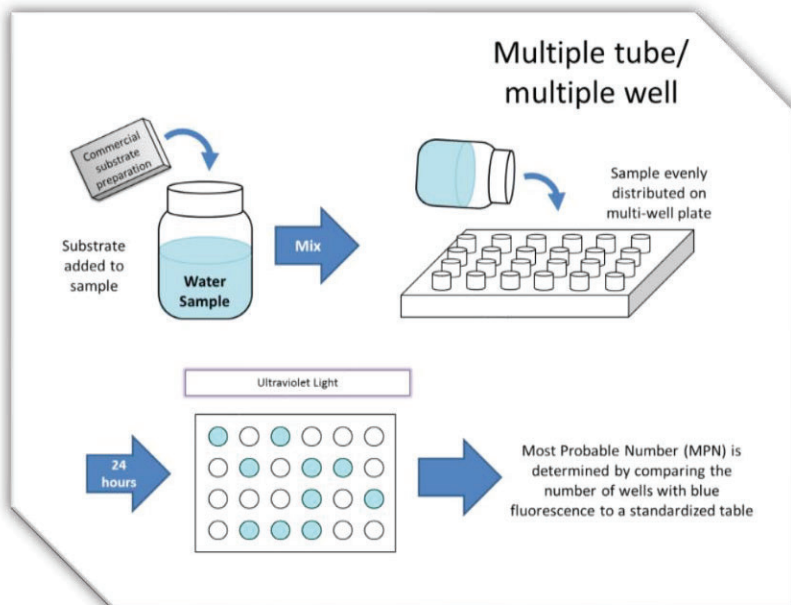 Multiple tube/
multiple well
Commercial
substrate
preparation
Substrate
added to
sample
Water
Sample
Mix
Sample evenly
distributed on
multi-well plate
Ultraviolet Light
24
hours
Most Probable Number (MPN) is
determined by comparing the
number of wells with blue
fluorescence to a standardized table